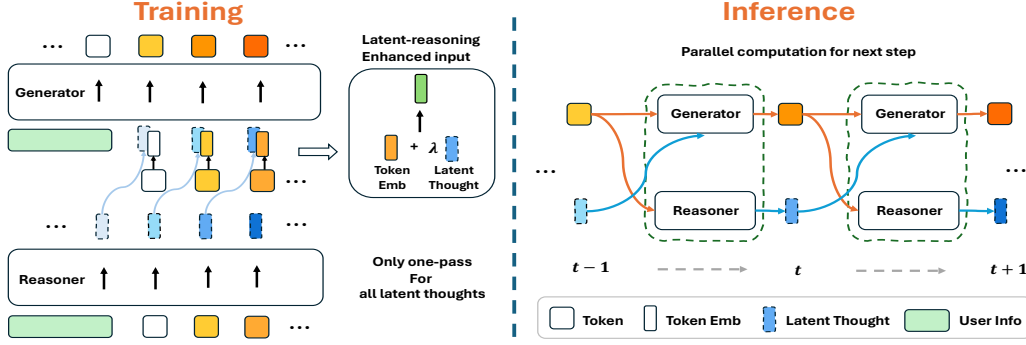 Training
...
...
Generator
...
...
...
Reasoner
...
Latent-reasoning
Enhanced input
+ λ
Token
Emb
Latent
Thought
Only one-pass
For
all latent thoughts
Inference
Parallel computation for next step
Generator
Generator
...
...
Reasoner
Reasoner
t − 1
t
t + 1
Token
Token Emb
Latent Thought
User Info